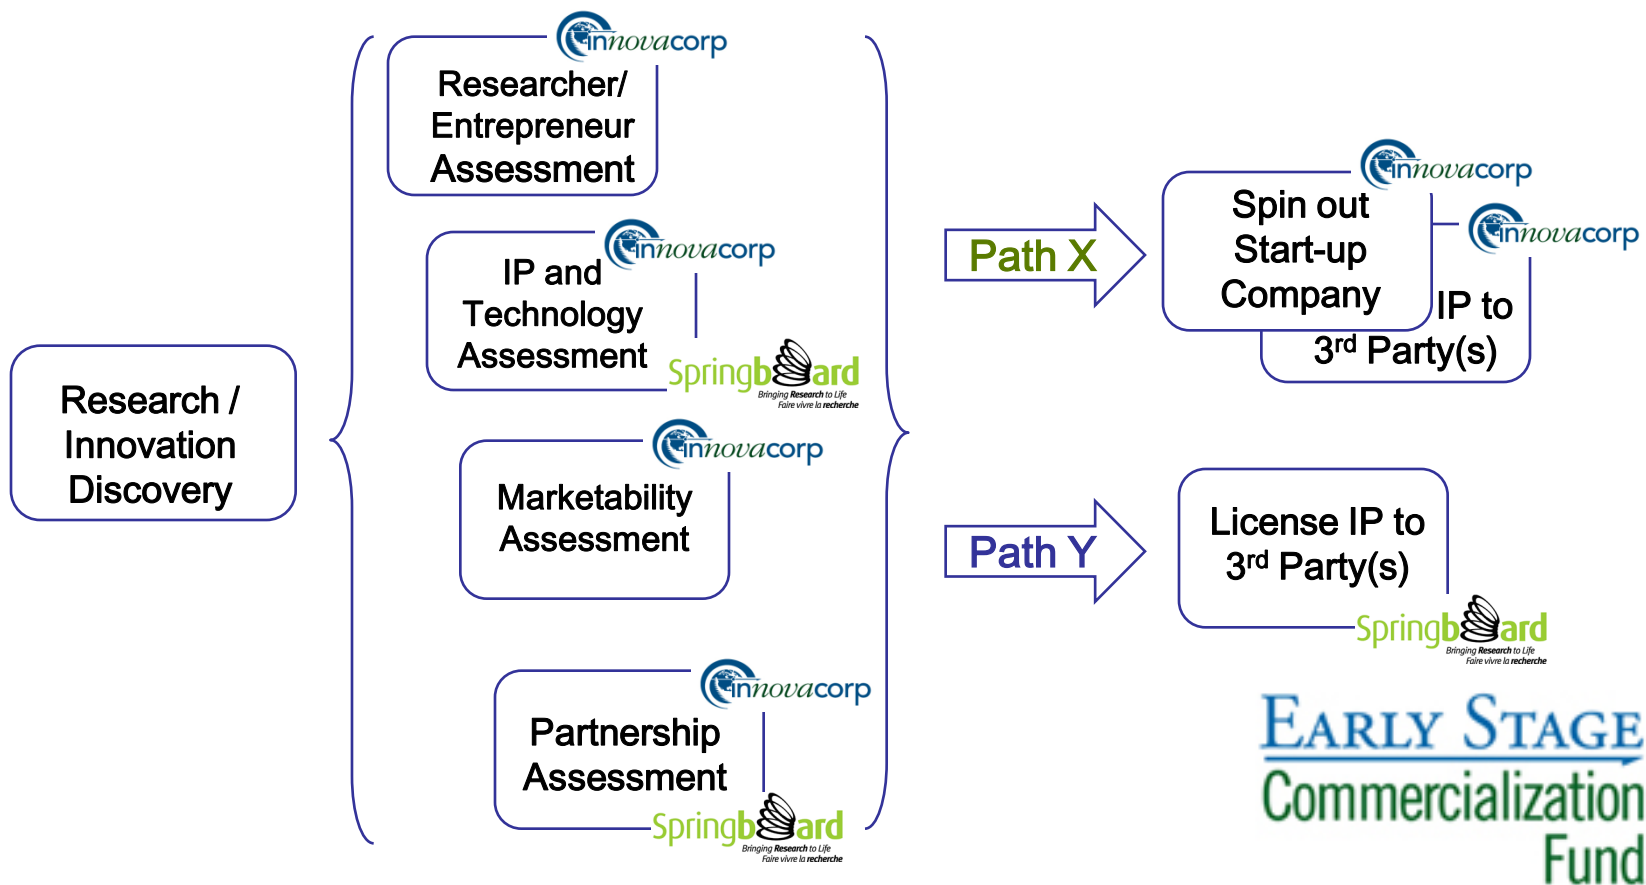 Research /
Innovation
Discovery
innovacorp
Researcher/
Entrepreneur
Assessment
innovacorp
IP and
Technology
Assessment
Springboard
Bringing Research to Life
Faire vivre la recherche
innovacorp
Marketability
Assessment
innovacorp
Partnership
Assessment
Springboard
Bringing Research to Life
Faire vivre la recherche
Path X
innovacorp
Spin out
Start-up
Company
innovacorp
IP to
3rd Party(s)
Path Y
License IP to
3rd Party(s)
Springboard
Bringing Research to Life
Faire vivre la recherche
EARLY STAGE
Commercialization
Fund